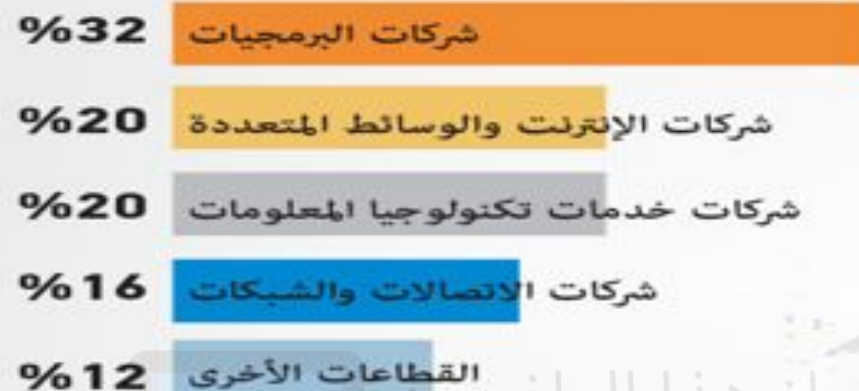 شركات البرمجيات %32
شركات الإنترنت والوسائط المتعددة %20
شركات خدمات تكنولوجيا المعلومات %20
شركات الاتصالات والشبكات %16
القطاعات الأخرى %12